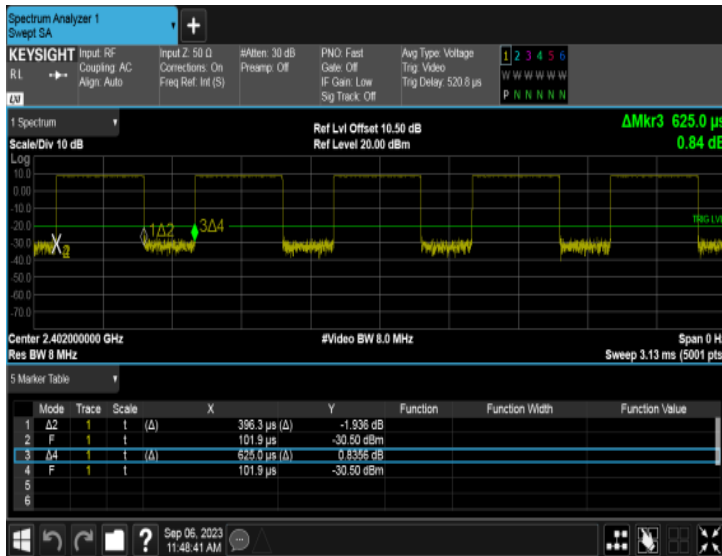 Spectrum Analyzer 1
Swept SA
KEYSIGHT
RL
LXI
Input: RF
Coupling: AC
Align: Auto
Input Z: 50 Ω
Corrections: On
Freq Ref: Int (S)
#Atten: 30 dB
Preamp: Off
PNO: Fast
Gate: Off
IF Gain: Low
Sig Track: Off
Avg Type: Voltage
Trig: Video
Trig Delay: 520.8 µs
1 2 3 4 5 6
W W W W W W
P N N N N N
1 Spectrum
Scale/Div 10 dB
Ref Lvl Offset 10.50 dB
Ref Level 20.00 dBm
ΔMkr3 625.0 µs
0.84 dB
Log
10.0
0.00
-10.0
-20.0
-30.0
-40.0
-50.0
-60.0
-70.0
1Δ2
3Δ4
TRIG LVL
Center 2.402000000 GHz
Res BW 8 MHz
#Video BW 8.0 MHz
Span 0 Hz
Sweep 3.13 ms (5001 pts)
5 Marker Table
Mode Trace Scale X Y Function Function Width Function Value
1 Δ2 1 t (Δ) 396.3 µs (Δ) -1.936 dB
2 F 1 t 101.9 µs -30.50 dBm
3 Δ4 1 t (Δ) 625.0 µs (Δ) 0.8356 dB
4 F 1 t 101.9 µs -30.50 dBm
5
6
?
Sep 06, 2023
11:48:41 AM